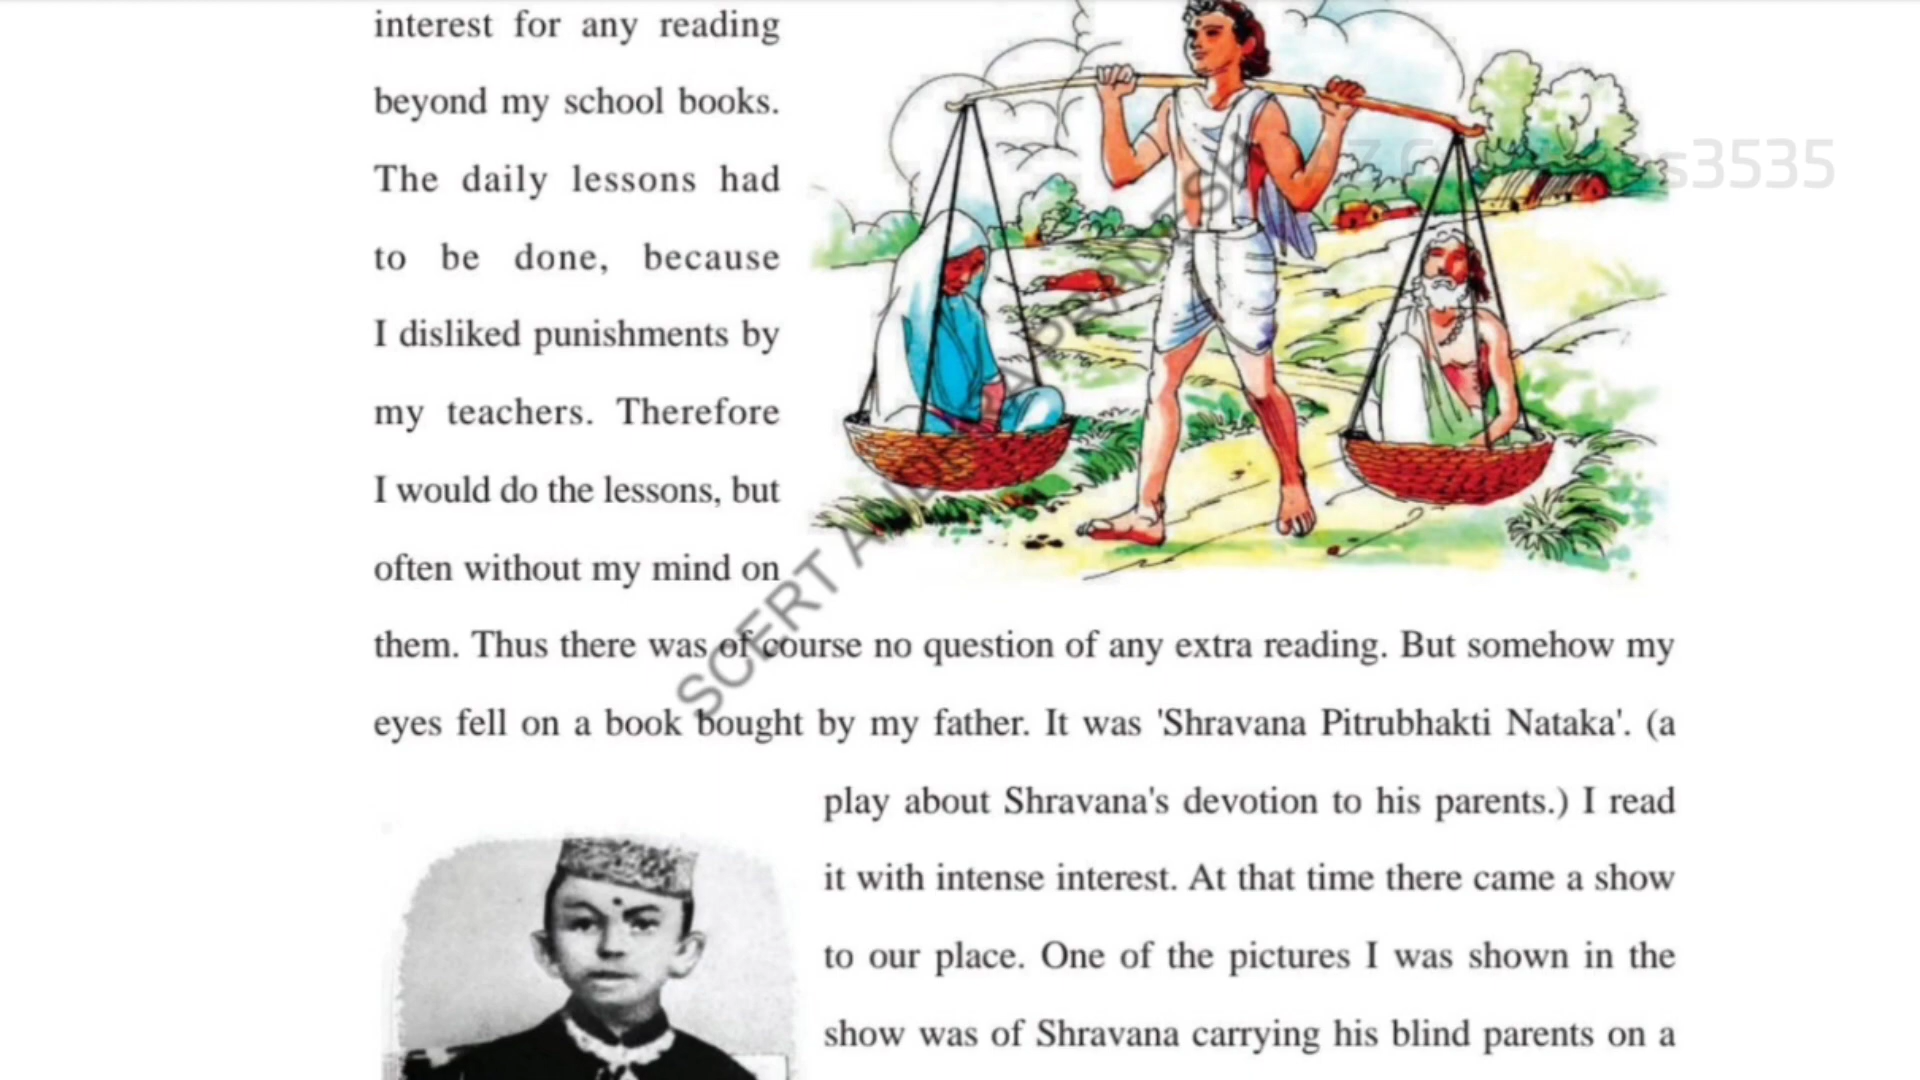 interest for any reading
beyond my school books.
The daily lessons had
to be done, because
I disliked punishments by
my teachers. Therefore
I would do the lessons, but
often without my mind on
them. Thus there was of course no question of any extra reading. But somehow my
eyes fell on a book bought by my father. It was 'Shravana Pitrubhakti Nataka'. (a
play about Shravana's devotion to his parents.) I read
it with intense interest. At that time there came a show
to our place. One of the pictures I was shown in the
show was of Shravana carrying his blind parents on a
SCERT ANDHRA PRADESH
s3535